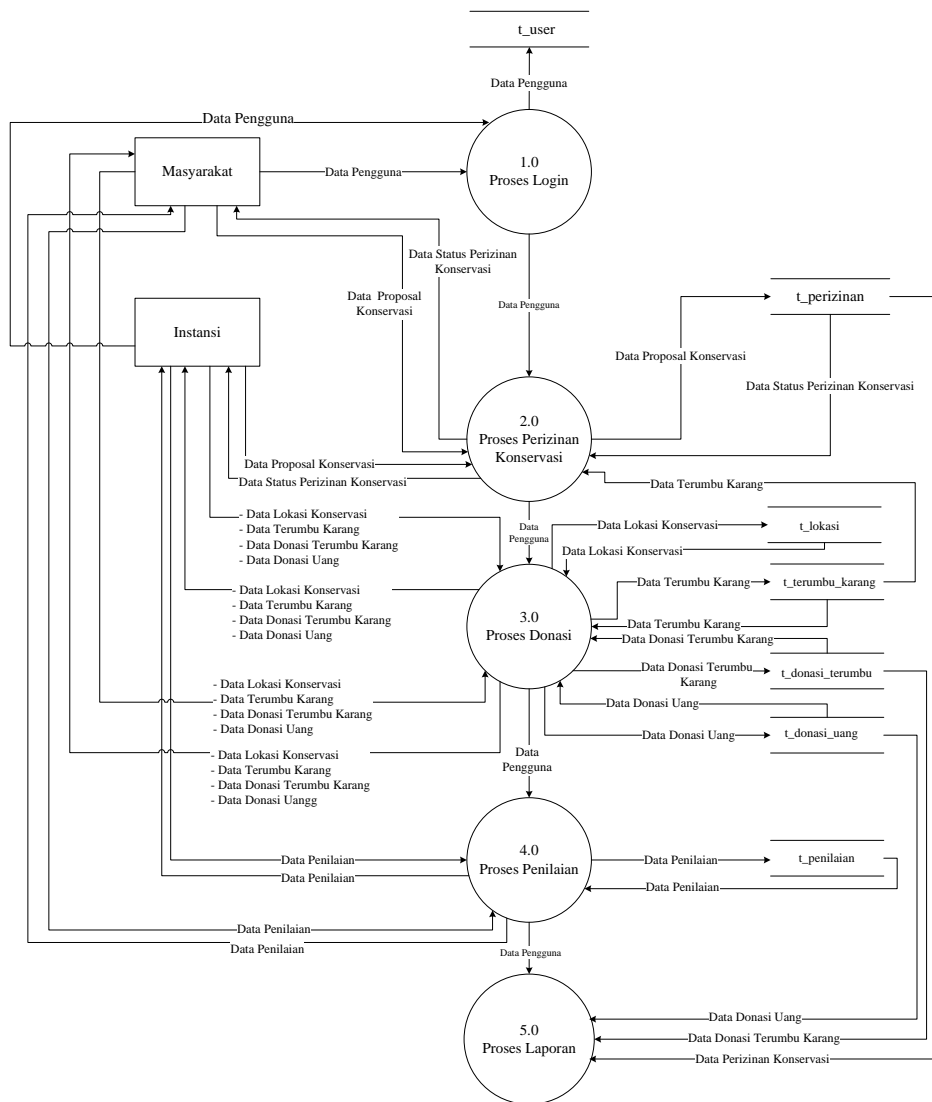 t_user
Data Pengguna
Data Pengguna
1.0
Proses Login
Masyarakat
Data Pengguna
Data Status Perizinan
Konservasi
Data Proposal
Konservasi
Data Pengguna
t_perizinan
Instansi
Data Proposal Konservasi
Data Status Perizinan Konservasi
2.0
Proses Perizinan
Konservasi
Data Proposal Konservasi
Data Status Perizinan Konservasi
Data Terumbu Karang
- Data Lokasi Konservasi
- Data Terumbu Karang
- Data Donasi Terumbu Karang
- Data Donasi Uang
Data
Pengguna
Data Lokasi Konservasi
t_lokasi
Data Lokasi Konservasi
- Data Lokasi Konservasi
- Data Terumbu Karang
- Data Donasi Terumbu Karang
- Data Donasi Uang
3.0
Proses Donasi
Data Terumbu Karang
t_terumbu_karang
Data Terumbu Karang
Data Donasi Terumbu Karang
Data Donasi Terumbu
Karang
t_donasi_terumbu
Data Donasi Uang
Data Donasi Uang
t_donasi_uang
- Data Lokasi Konservasi
- Data Terumbu Karang
- Data Donasi Terumbu Karang
- Data Donasi Uang
- Data Lokasi Konservasi
- Data Terumbu Karang
- Data Donasi Terumbu Karang
- Data Donasi Uangg
Data
Pengguna
Data Penilaian
Data Penilaian
4.0
Proses Penilaian
Data Penilaian
t_penilaian
Data Penilaian
Data Penilaian
Data Penilaian
Data Pengguna
5.0
Proses Laporan
Data Donasi Uang
Data Donasi Terumbu Karang
Data Perizinan Konservasi